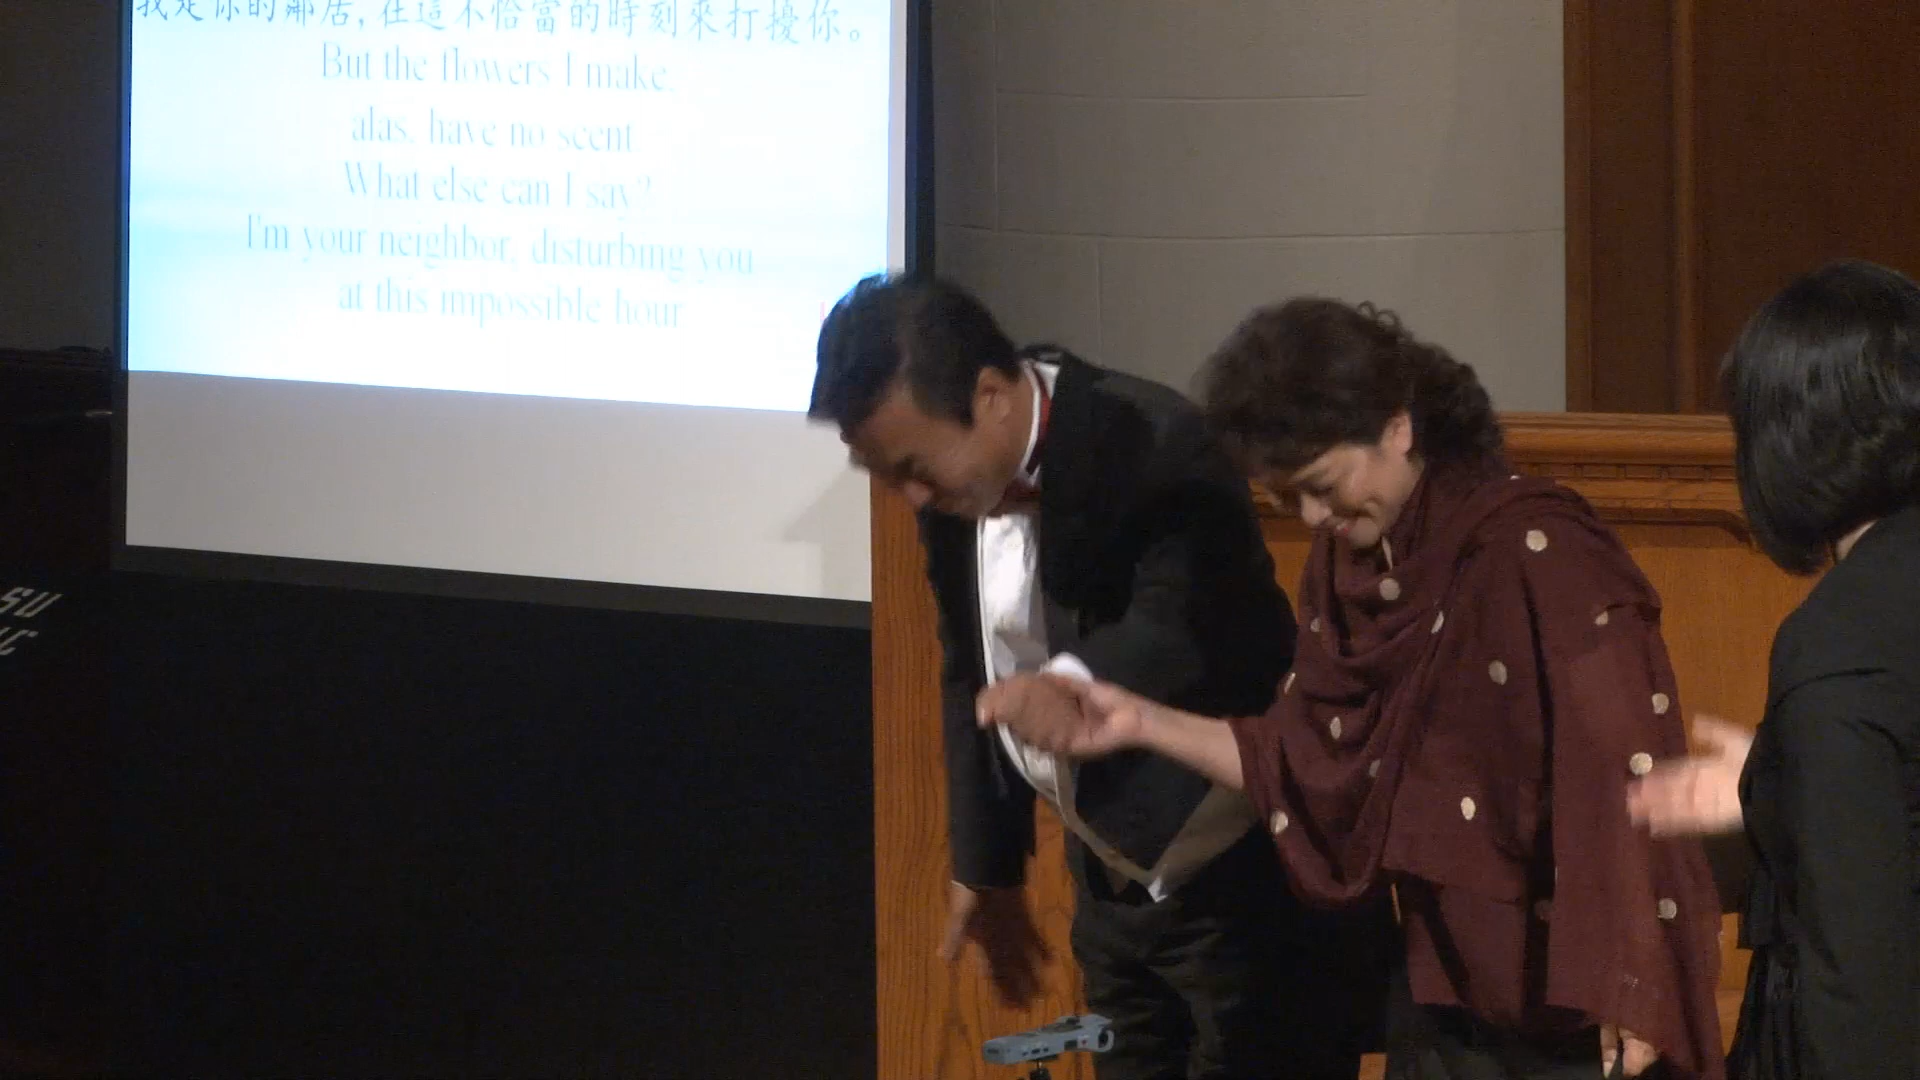 我是你的鄰居,在這不恰當的時刻來打擾你。
But the flowers I make,
alas, have no scent
What else can I say?
I'm your neighbor, disturbing you
at this impossible hour
SU